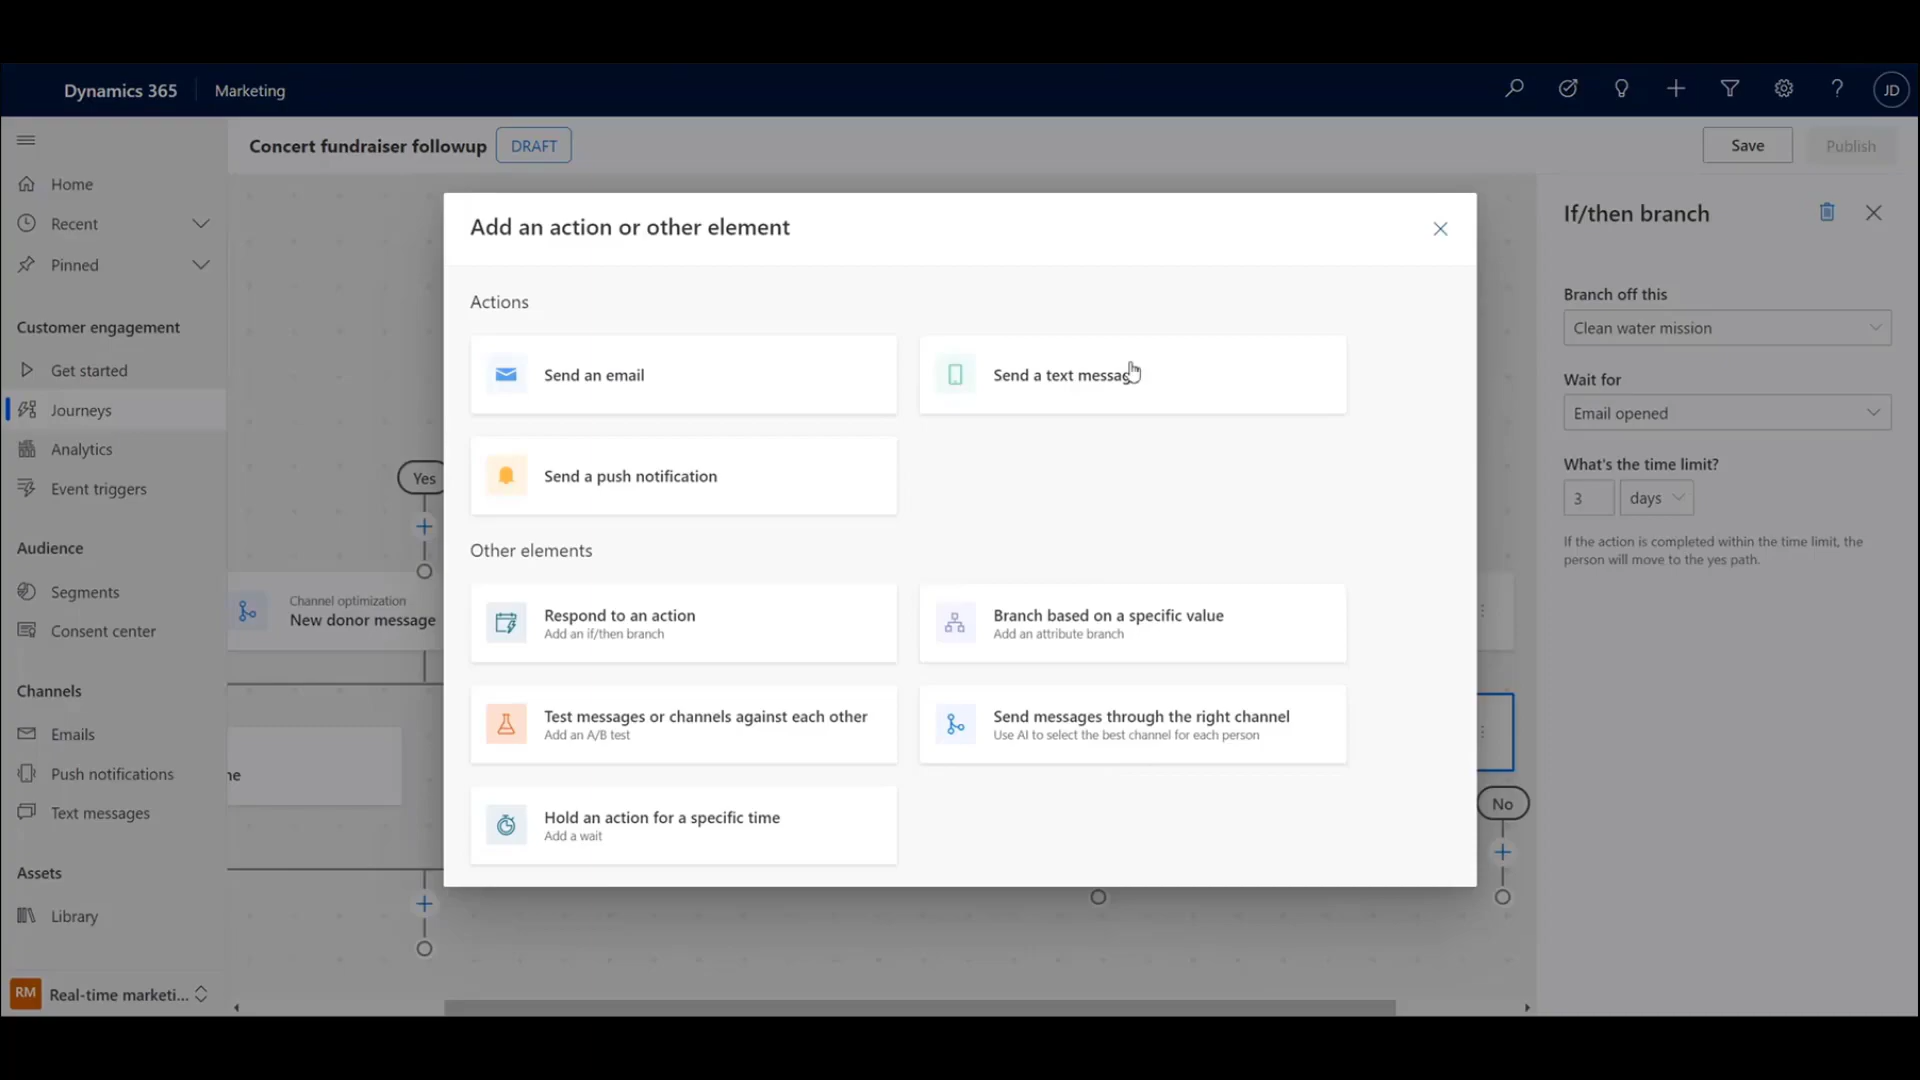 Dynamics 365
Marketing
JD
Concert fundraiser followup
DRAFT
Save
Publish
Home
Recent
Pinned
Customer engagement
Get started
Journeys
Analytics
Event triggers
Audience
Segments
Consent center
Channels
Emails
Push notifications
Text messages
Assets
Library
RM
Real-time marketi...
Yes
Channel optimization
New donor message
ne
Add an action or other element
Actions
Send an email
Send a text message
Send a push notification
Other elements
Respond to an action
Add an if/then branch
Branch based on a specific value
Add an attribute branch
Test messages or channels against each other
Add an A/B test
Send messages through the right channel
Use AI to select the best channel for each person
Hold an action for a specific time
Add a wait
No
If/then branch
Branch off this
Clean water mission
Wait for
Email opened
What's the time limit?
3
days
If the action is completed within the time limit, the
person will move to the yes path.